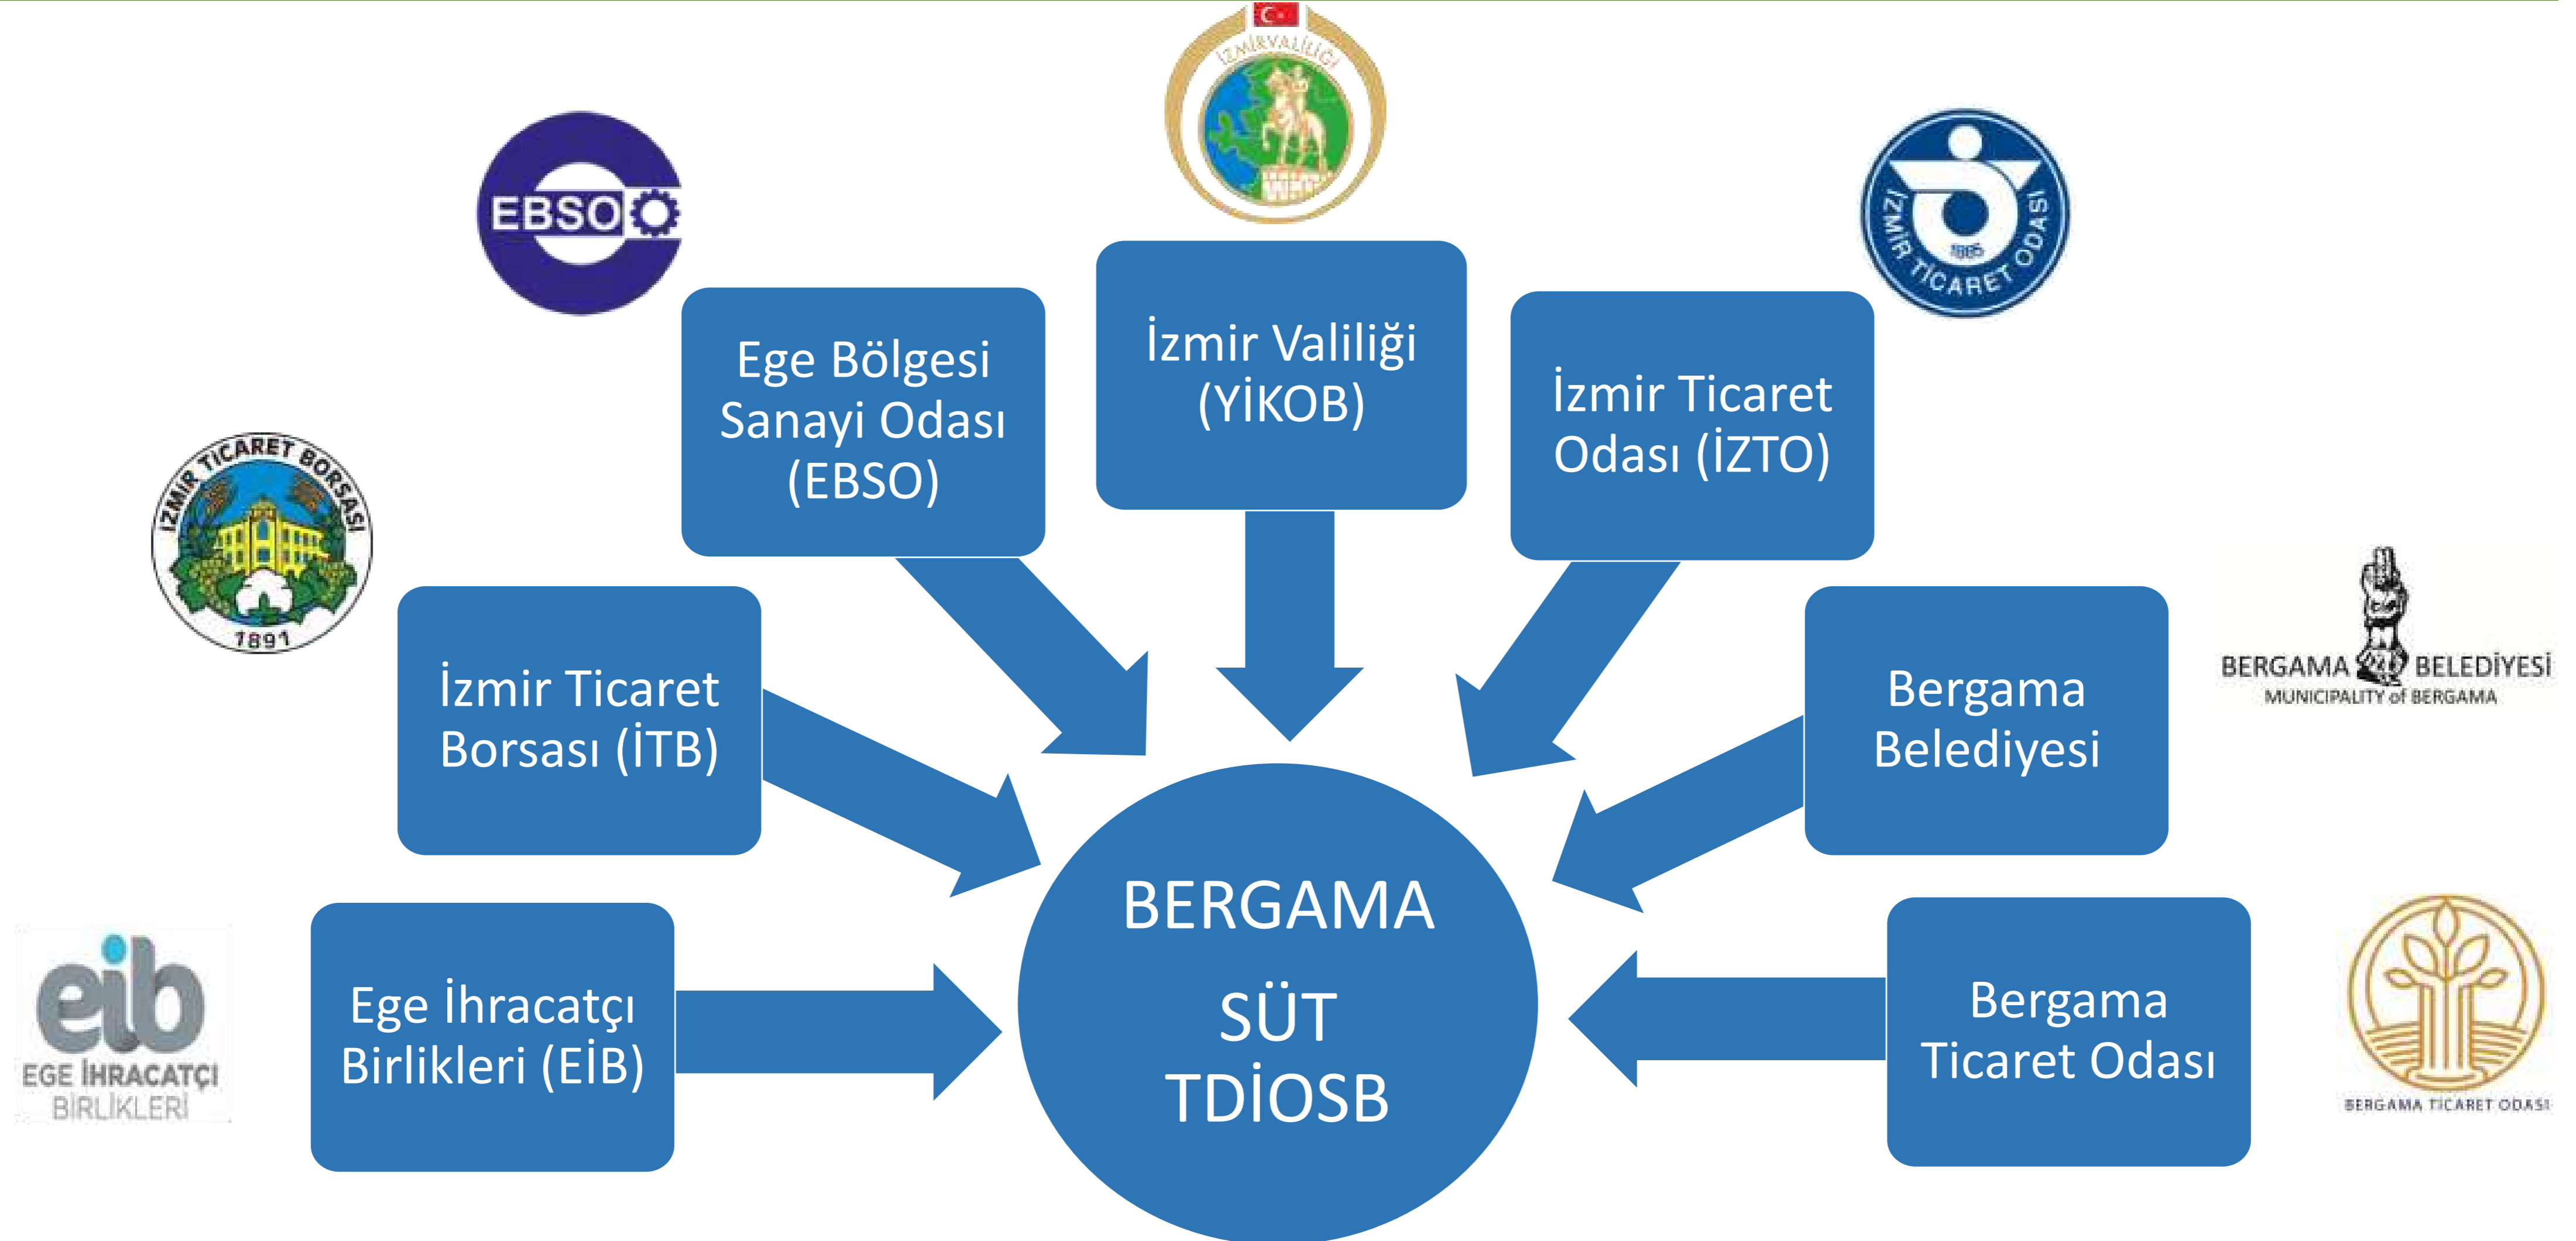 İZMİR VALİLİĞİ
EBSO
İZMİR TİCARET ODASI
1885
İzmir Valiliği
(YİKOB)
Ege Bölgesi
Sanayi Odası
(EBSO)
İzmir Ticaret
Odası (İZTO)
İZMİR TİCARET BORSASI
1891
İzmir Ticaret
Borsası (İTB)
Bergama
Belediyesi
BERGAMA BELEDİYESİ
MUNICIPALITY of BERGAMA
BERGAMA
SÜT
TDİOSB
eib
EGE İHRACATÇI
BİRLİKLERİ
Ege İhracatçı
Birlikleri (EİB)
Bergama
Ticaret Odası
BERGAMA TİCARET ODASI